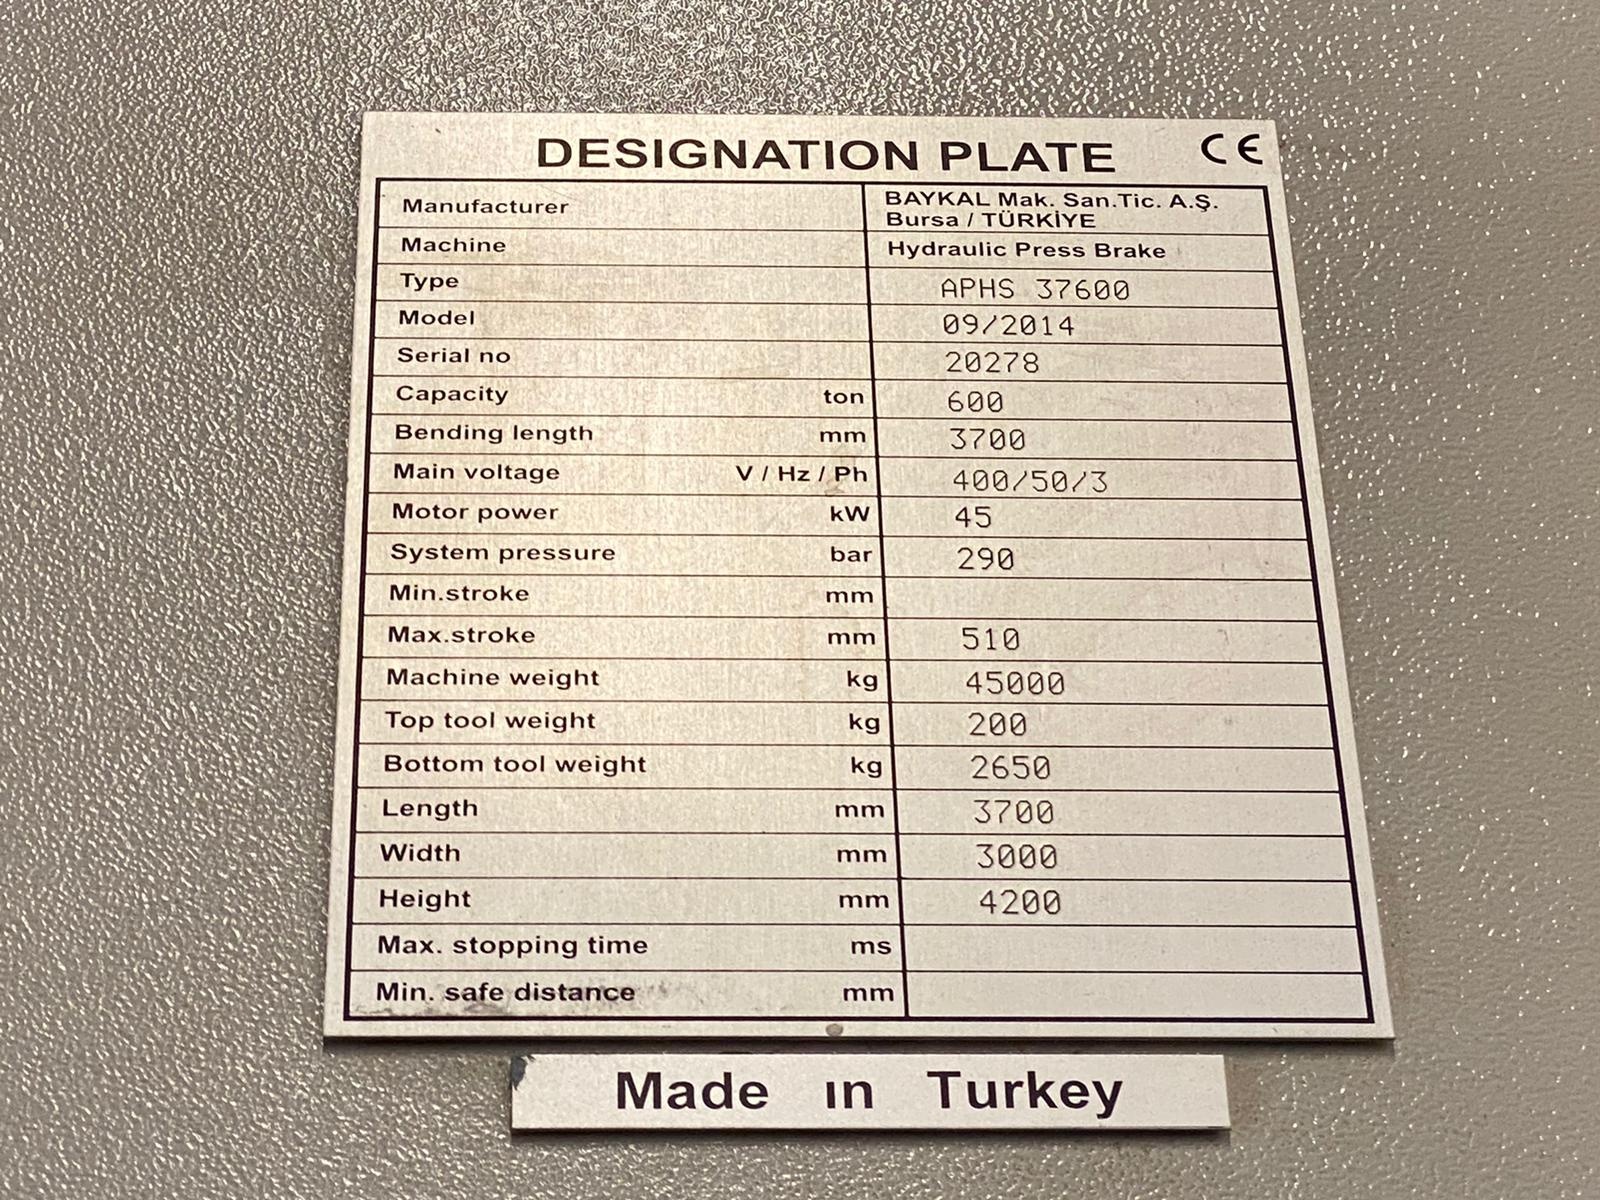 DESIGNATION PLATE CE
Manufacturer BAYKAL Mak. San.Tic. A.Ş.
Bursa / TÜRKİYE
Machine Hydraulic Press Brake
Type APHS 37600
Model 09/2014
Serial no 20278
Capacity ton 600
Bending length mm 3700
Main voltage V / Hz / Ph 400/50/3
Motor power kW 45
System pressure bar 290
Min.stroke mm
Max.stroke mm 510
Machine weight kg 45000
Top tool weight kg 200
Bottom tool weight kg 2650
Length mm 3700
Width mm 3000
Height mm 4200
Max. stopping time ms
Min. safe distance mm
Made ın Turkey